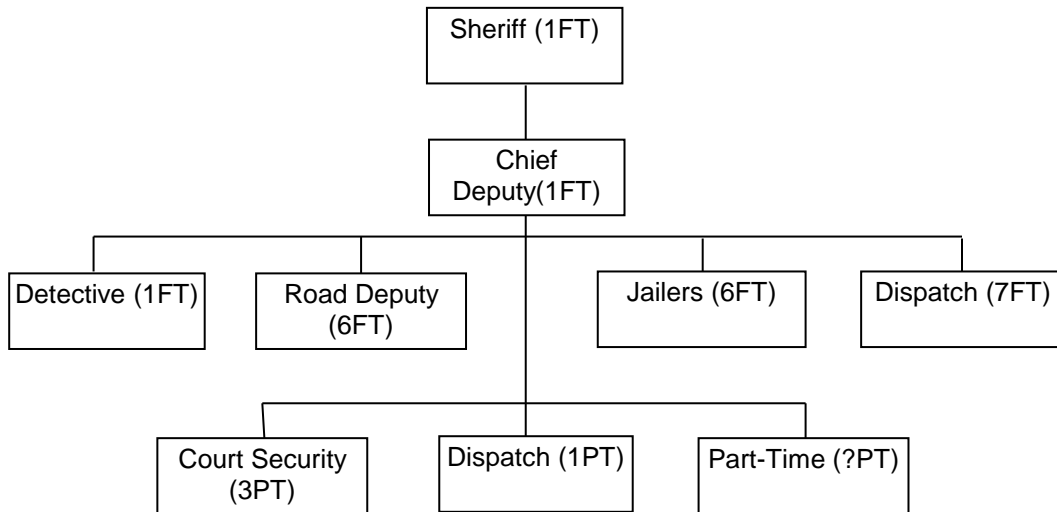 Sheriff (1FT)
Chief
Deputy(1FT)
Detective (1FT)
Road Deputy
(6FT)
Jailers (6FT)
Dispatch (7FT)
Court Security
(3PT)
Dispatch (1PT)
Part-Time (?PT)